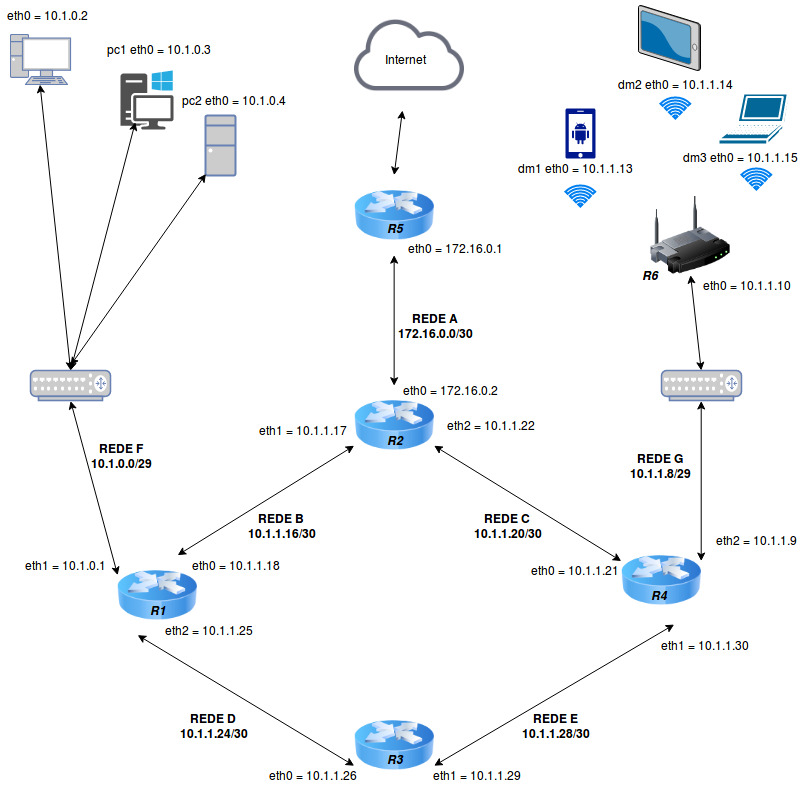 eth0 = 10.1.0.2
pc1 eth0 = 10.1.0.3
pc2 eth0 = 10.1.0.4
Internet
dm2 eth0 = 10.1.1.14
dm3 eth0 = 10.1.1.15
dm1 eth0 = 10.1.1.13
R5
eth0 = 172.16.0.1
R6
eth0 = 10.1.1.10
REDE A
172.16.0.0/30
eth0 = 172.16.0.2
eth1 = 10.1.1.17
R2
eth2 = 10.1.1.22
REDE F
10.1.0.0/29
REDE G
10.1.1.8/29
REDE B
10.1.1.16/30
REDE C
10.1.1.20/30
eth2 = 10.1.1.9
eth1 = 10.1.0.1
eth0 = 10.1.1.18
eth0 = 10.1.1.21
R1
R4
eth2 = 10.1.1.25
eth1 = 10.1.1.30
REDE D
10.1.1.24/30
REDE E
10.1.1.28/30
R3
eth0 = 10.1.1.26
eth1 = 10.1.1.29